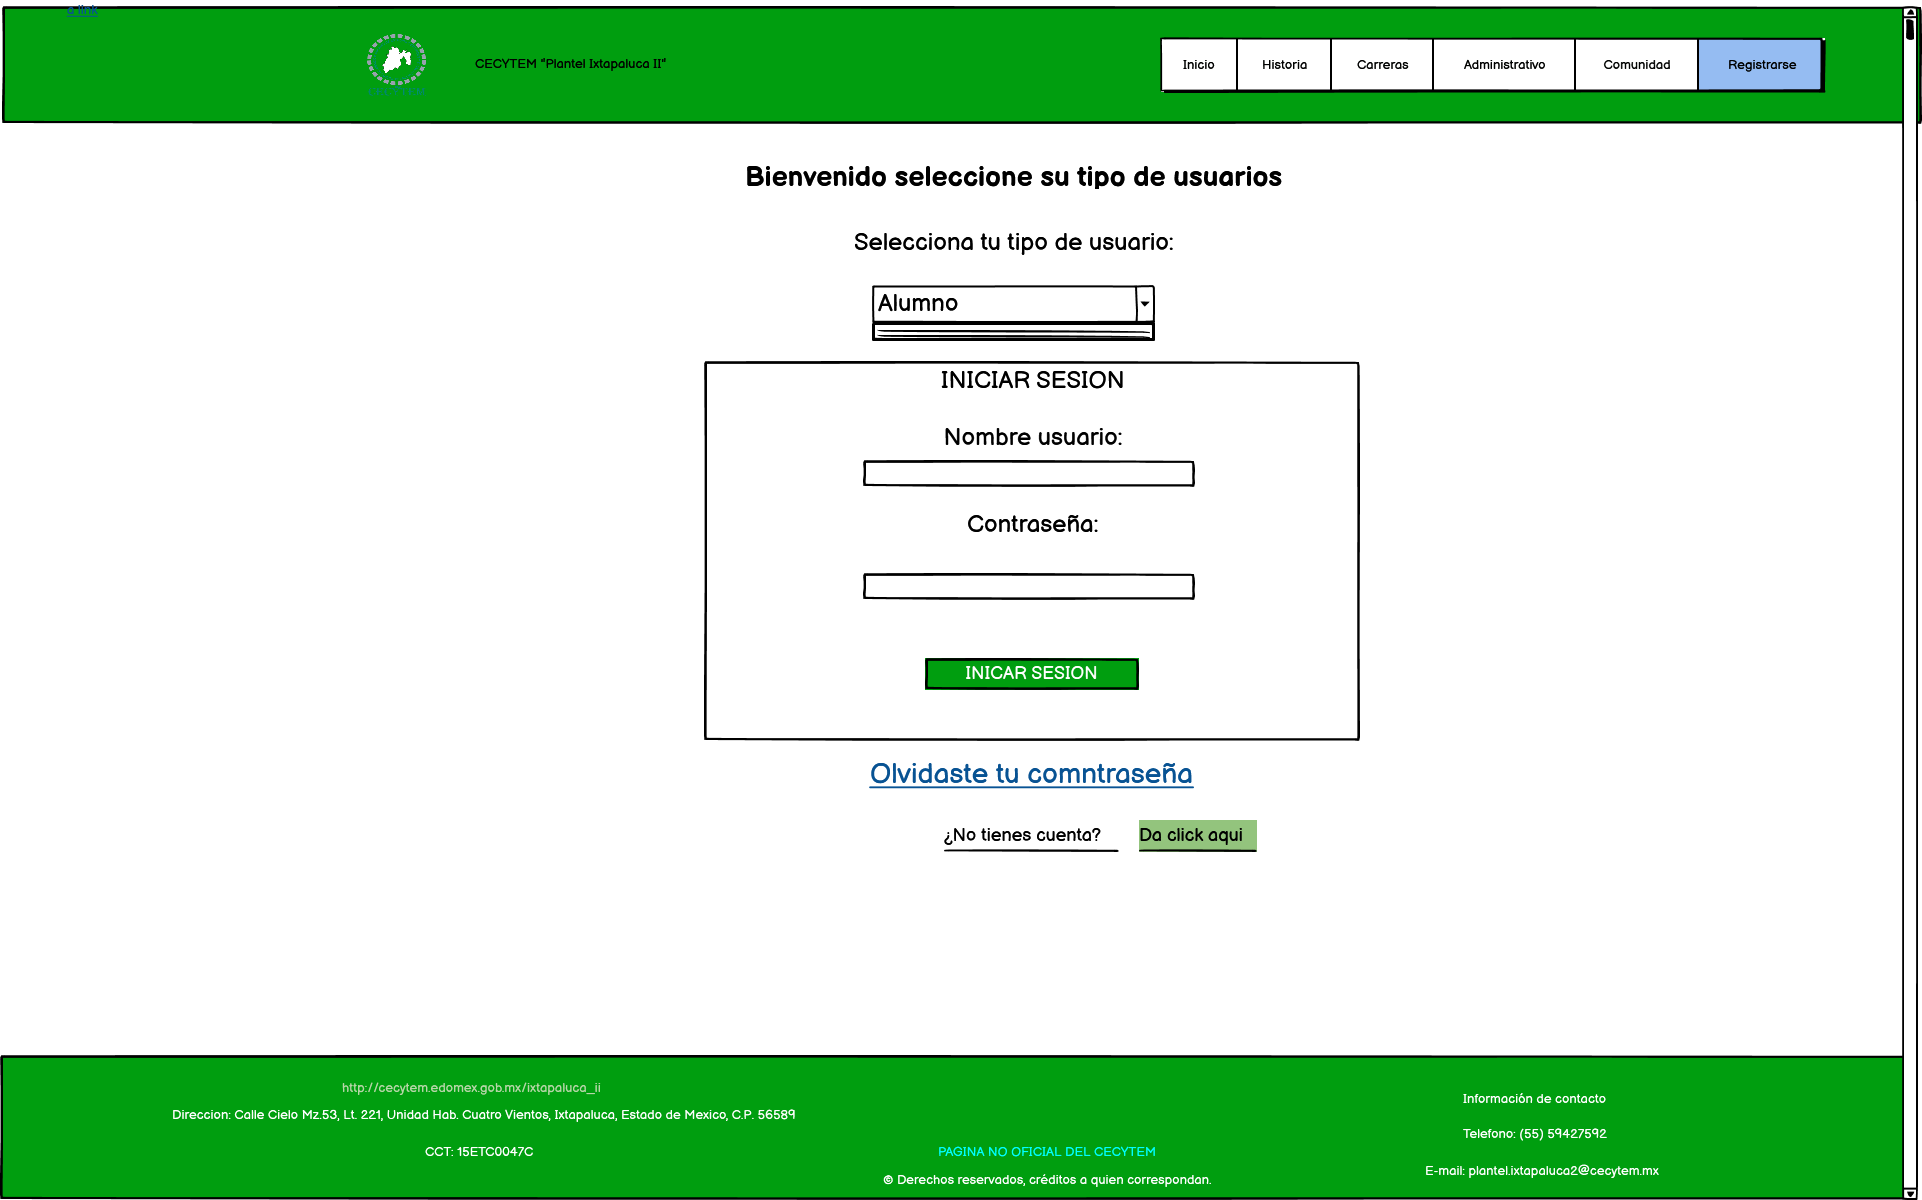 a link
CECYTEM "Plantel Ixtapaluca II"
Inicio
Historia
Carreras
Administrativo
Comunidad
Registrarse
Bienvenido seleccione su tipo de usuarios
Selecciona tu tipo de usuario:
Alumno
INICIAR SESION
Nombre usuario:
Contraseña:
INICAR SESION
Olvidaste tu comntraseña
¿No tienes cuenta?
Da click aqui
http://cecytem.edomex.gob.mx/ixtapaluca_ii
Direccion: Calle Cielo Mz.53, Lt. 221, Unidad Hab. Cuatro Vientos, Ixtapaluca, Estado de Mexico, C.P. 56589
CCT: 15ETC0047C
PAGINA NO OFICIAL DEL CECYTEM
© Derechos reservados, créditos a quien correspondan.
Información de contacto
Telefono: (55) 59427592
E-mail: plantel.ixtapaluca2@cecytem.mx